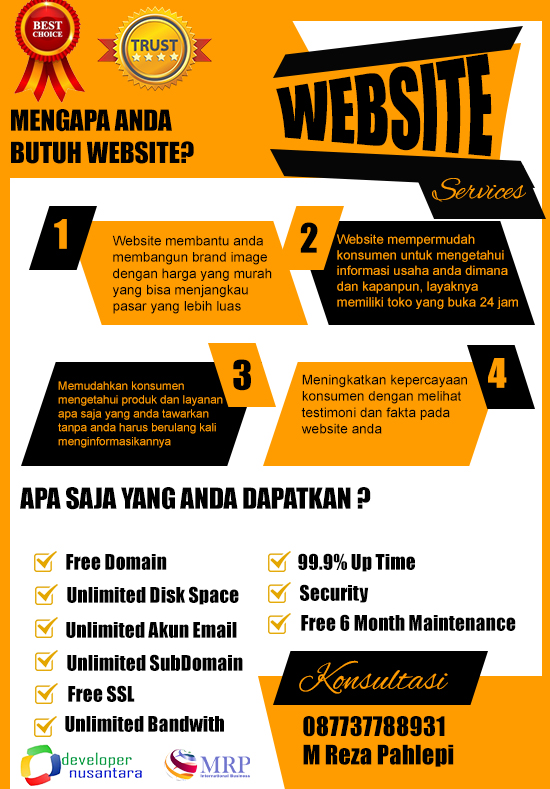 BEST
CHOICE
TRUST
MENGAPA ANDA
BUTUH WEBSITE?
WEBSITE
Services
1
Website membantu anda
membangun brand image
dengan harga yang murah
yang bisa menjangkau
pasar yang lebih luas
2
Website mempermudah
konsumen untuk mengetahui
informasi usaha anda dimana
dan kapanpun, layaknya
memiliki toko yang buka 24 jam
3
Memudahkan konsumen
mengetahui produk dan layanan
apa saja yang anda tawarkan
tanpa anda harus berulang kali
menginformasikannya
4
Meningkatkan kepercayaan
konsumen dengan melihat
testimoni dan fakta pada
website anda
APA SAJA YANG ANDA DAPATKAN ?
Free Domain
Unlimited Disk Space
Unlimited Akun Email
Unlimited SubDomain
Free SSL
Unlimited Bandwith
99.9% Up Time
Security
Free 6 Month Maintenance
Konsultasi
087737788931
M Reza Pahlepi
developer
nusantara
MRP
International Business